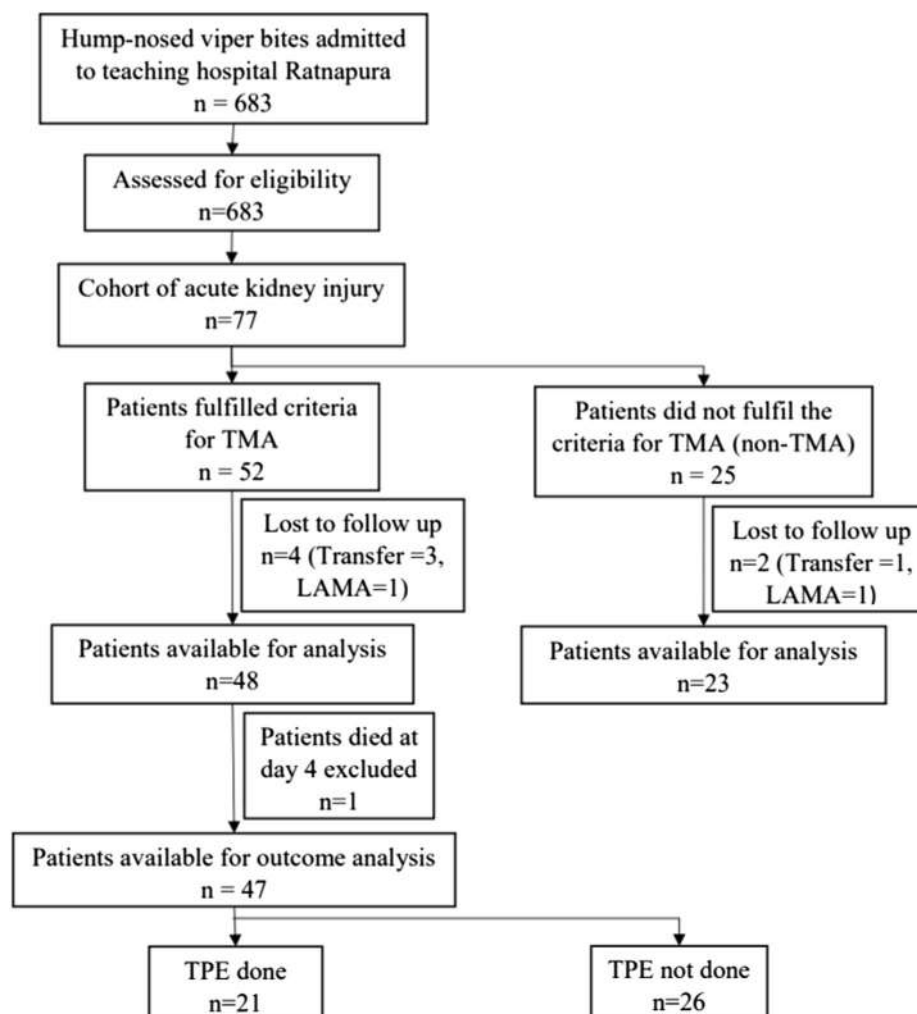 Hump-nosed viper bites admitted
to teaching hospital Ratnapura
n = 683
Assessed for eligibility
n=683
Cohort of acute kidney injury
n=77
Patients fulfilled criteria
for TMA
n = 52
Patients did not fulfil the
criteria for TMA (non-TMA)
n = 25
Lost to follow up
n=4 (Transfer =3,
LAMA=1)
Lost to follow up
n=2 (Transfer =1,
LAMA=1)
Patients available for analysis
n=48
Patients available for analysis
n=23
Patients died at
day 4 excluded
n=1
Patients available for outcome analysis
n = 47
TPE done
n=21
TPE not done
n=26